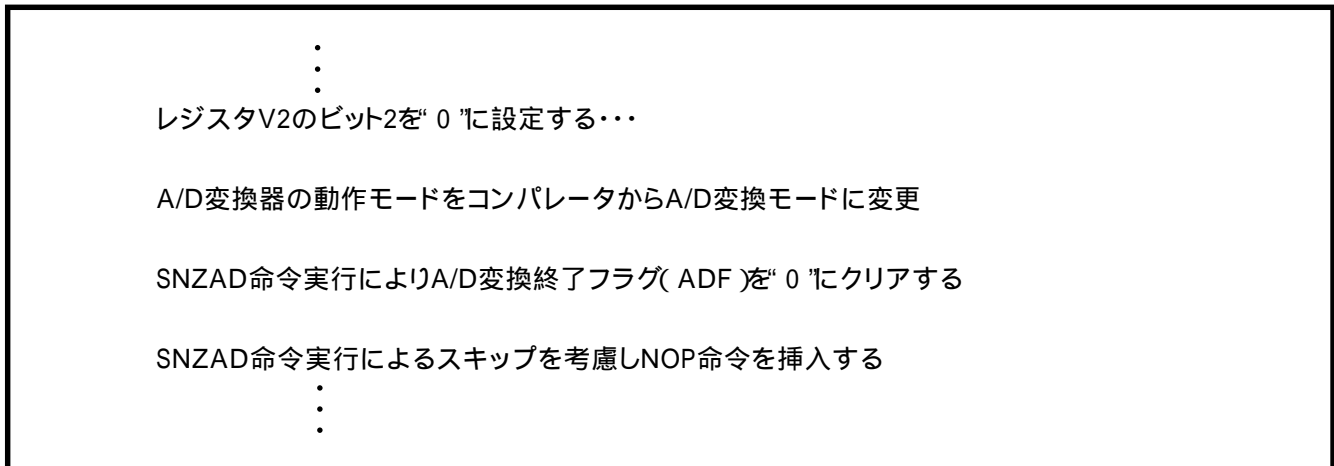 ・
・
・
レジスタV2のビット2を“0”に設定する・・・
A/D変換器の動作モードをコンパレータからA/D変換モードに変更
SNZAD命令実行によりA/D変換終了フラグ(ADF)を“0”にクリアする
SNZAD命令実行によるスキップを考慮しNOP命令を挿入する
・
・
・